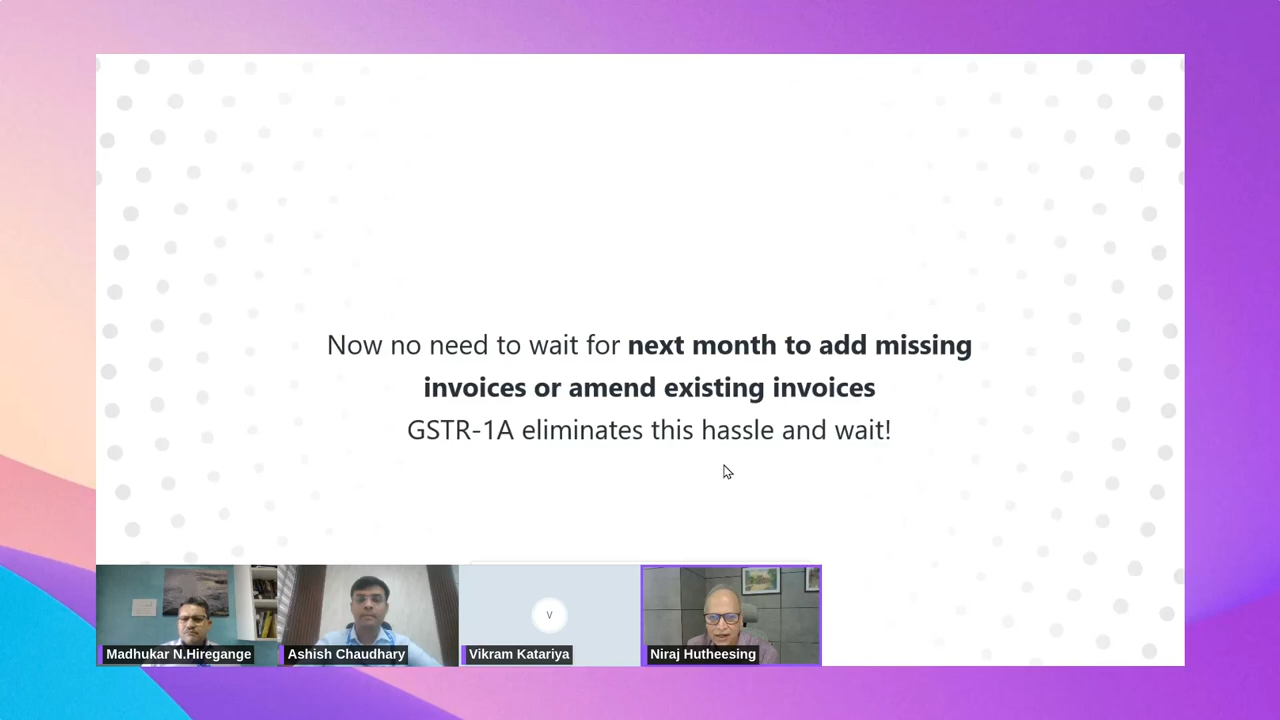 Now no need to wait for next month to add missing
invoices or amend existing invoices
GSTR-1A eliminates this hassle and wait!
V
Madhukar N.Hiregange
Ashish Chaudhary
Vikram Katariya
Niraj Hutheesing